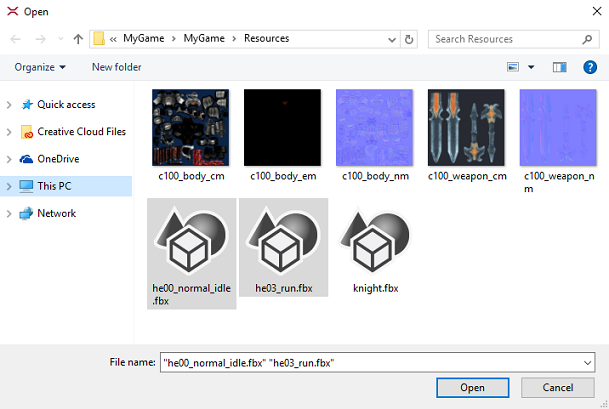 Open
MyGame > MyGame > Resources
Search Resources
Organize
New folder
Quick access
Creative Cloud Files
OneDrive
This PC
Network
c100_body_cm
c100_body_em
c100_body_nm
c100_weapon_cm
c100_weapon_n
m
he00_normal_idle
.fbx
he03_run.fbx
knight.fbx
File name:
"he00_normal_idle.fbx" "he03_run.fbx"
Open
Cancel